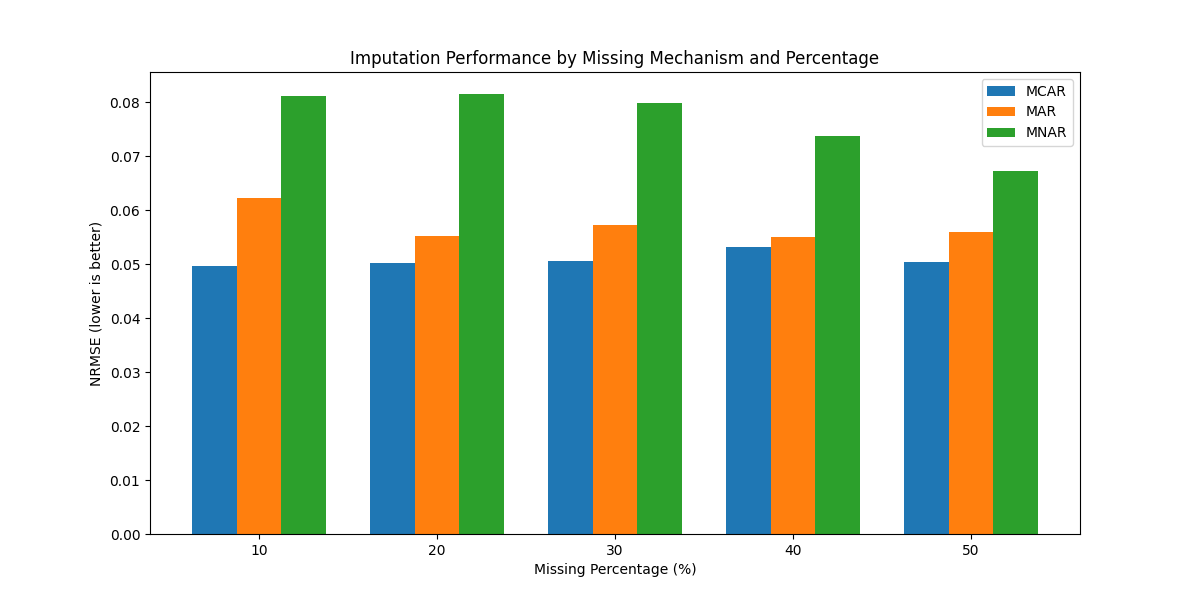 Imputation Performance by Missing Mechanism and Percentage
MCAR
MAR
MNAR
NRMSE (lower is better)
0.08
0.07
0.06
0.05
0.04
0.03
0.02
0.01
0.00
10
20
30
40
50
Missing Percentage (%)